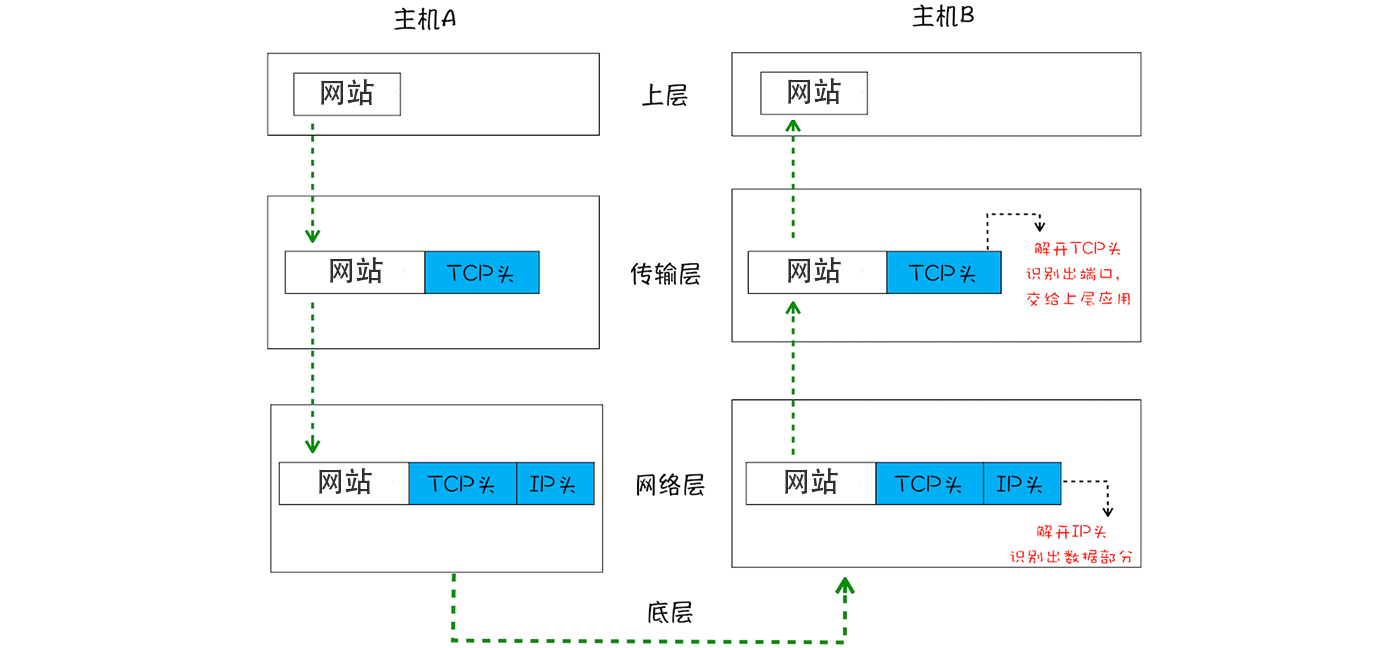 主机A
主机B
网站
上层
网站
网站
TCP头
传输层
网站
TCP头
解开TCP头
识别出端口,
交给上层应用
网站
TCP头
IP头
网络层
网站
TCP头
IP头
解开IP头
识别出数据部分
底层